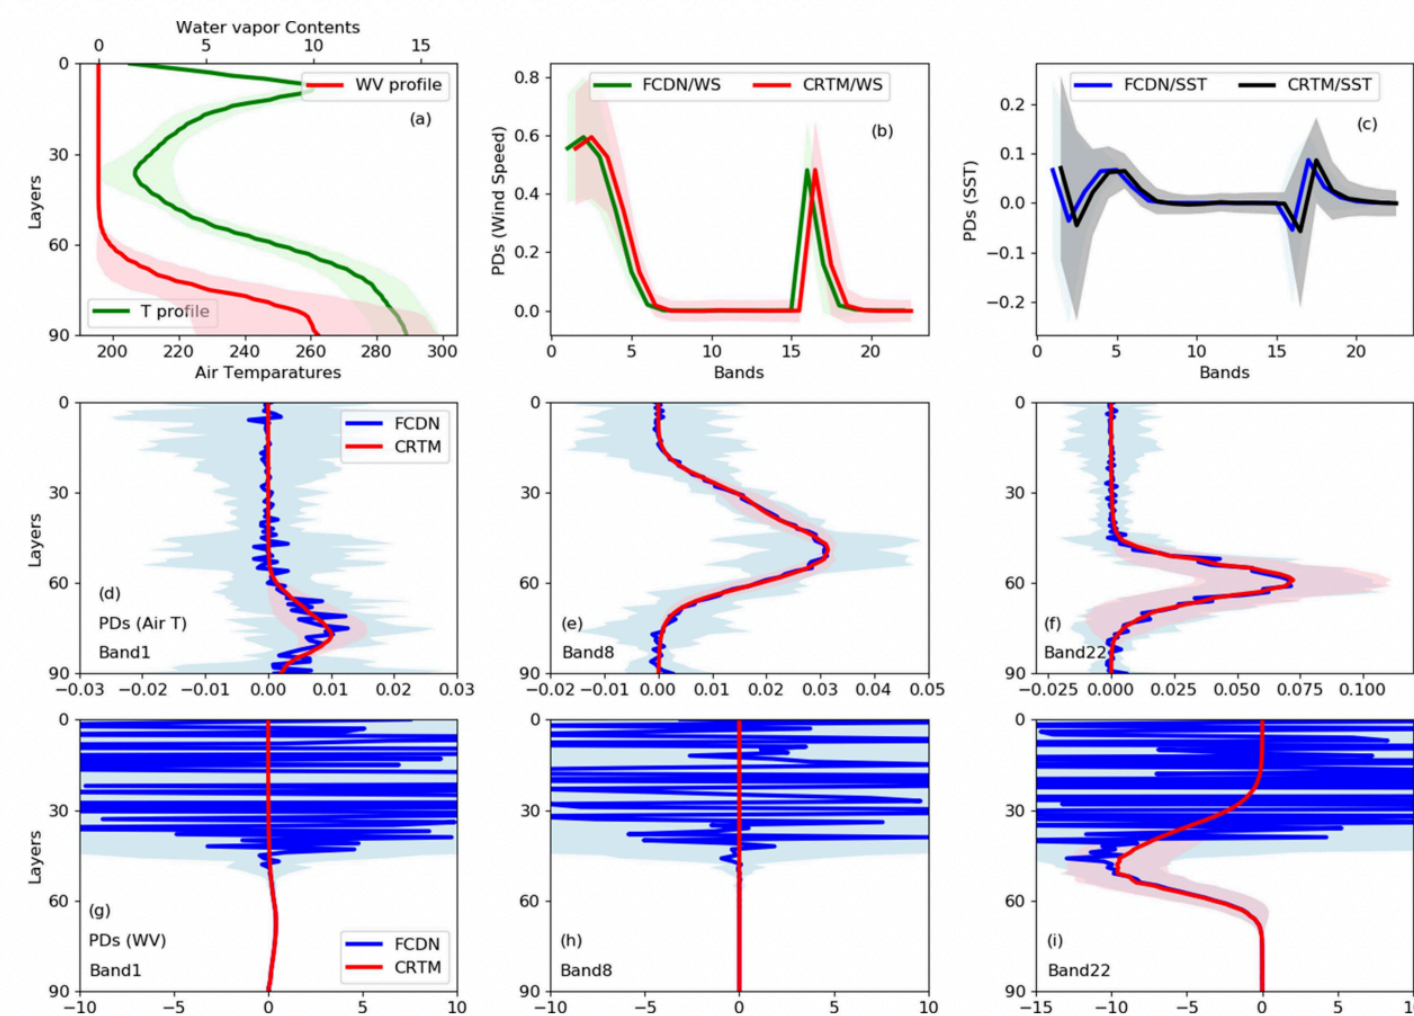 Water vapor Contents
0 5 10 15
0
30
60
90
Layers
WV profile
(a)
T profile
200 220 240 260 280 300
Air Temparatures
0.8
0.6
0.4
0.2
0.0
PDs (Wind Speed)
FCDN/WS CRTM/WS
(b)
0 5 10 15 20
Bands
0.2
0.1
0.0
−0.1
−0.2
PDs (SST)
FCDN/SST CRTM/SST
(c)
0 5 10 15 20
Bands
0
30
60
90
Layers
FCDN
CRTM
(d)
PDs (Air T)
Band1
−0.03 −0.02 −0.01 0.00 0.01 0.02 0.03
0
30
60
90
(e)
Band8
−0.02 −0.01 0.00 0.01 0.02 0.03 0.04 0.05
0
30
60
90
(f)
Band22
−0.025 0.000 0.025 0.050 0.075 0.100
0
30
60
90
Layers
(g)
PDs (WV)
Band1
FCDN
CRTM
−10 −5 0 5 10
0
30
60
90
(h)
Band8
−10 −5 0 5 10
0
30
60
90
(i)
Band22
−15 −10 −5 0 5